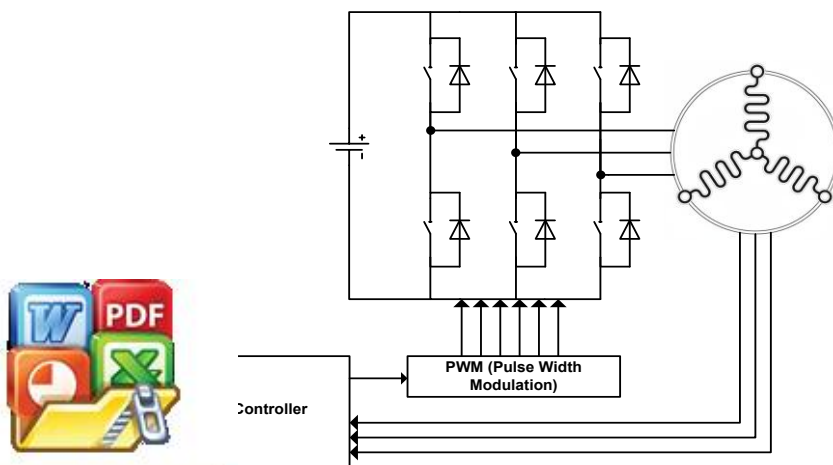 +
-
W
PDF
X
PWM (Pulse Width
Modulation)
Controller